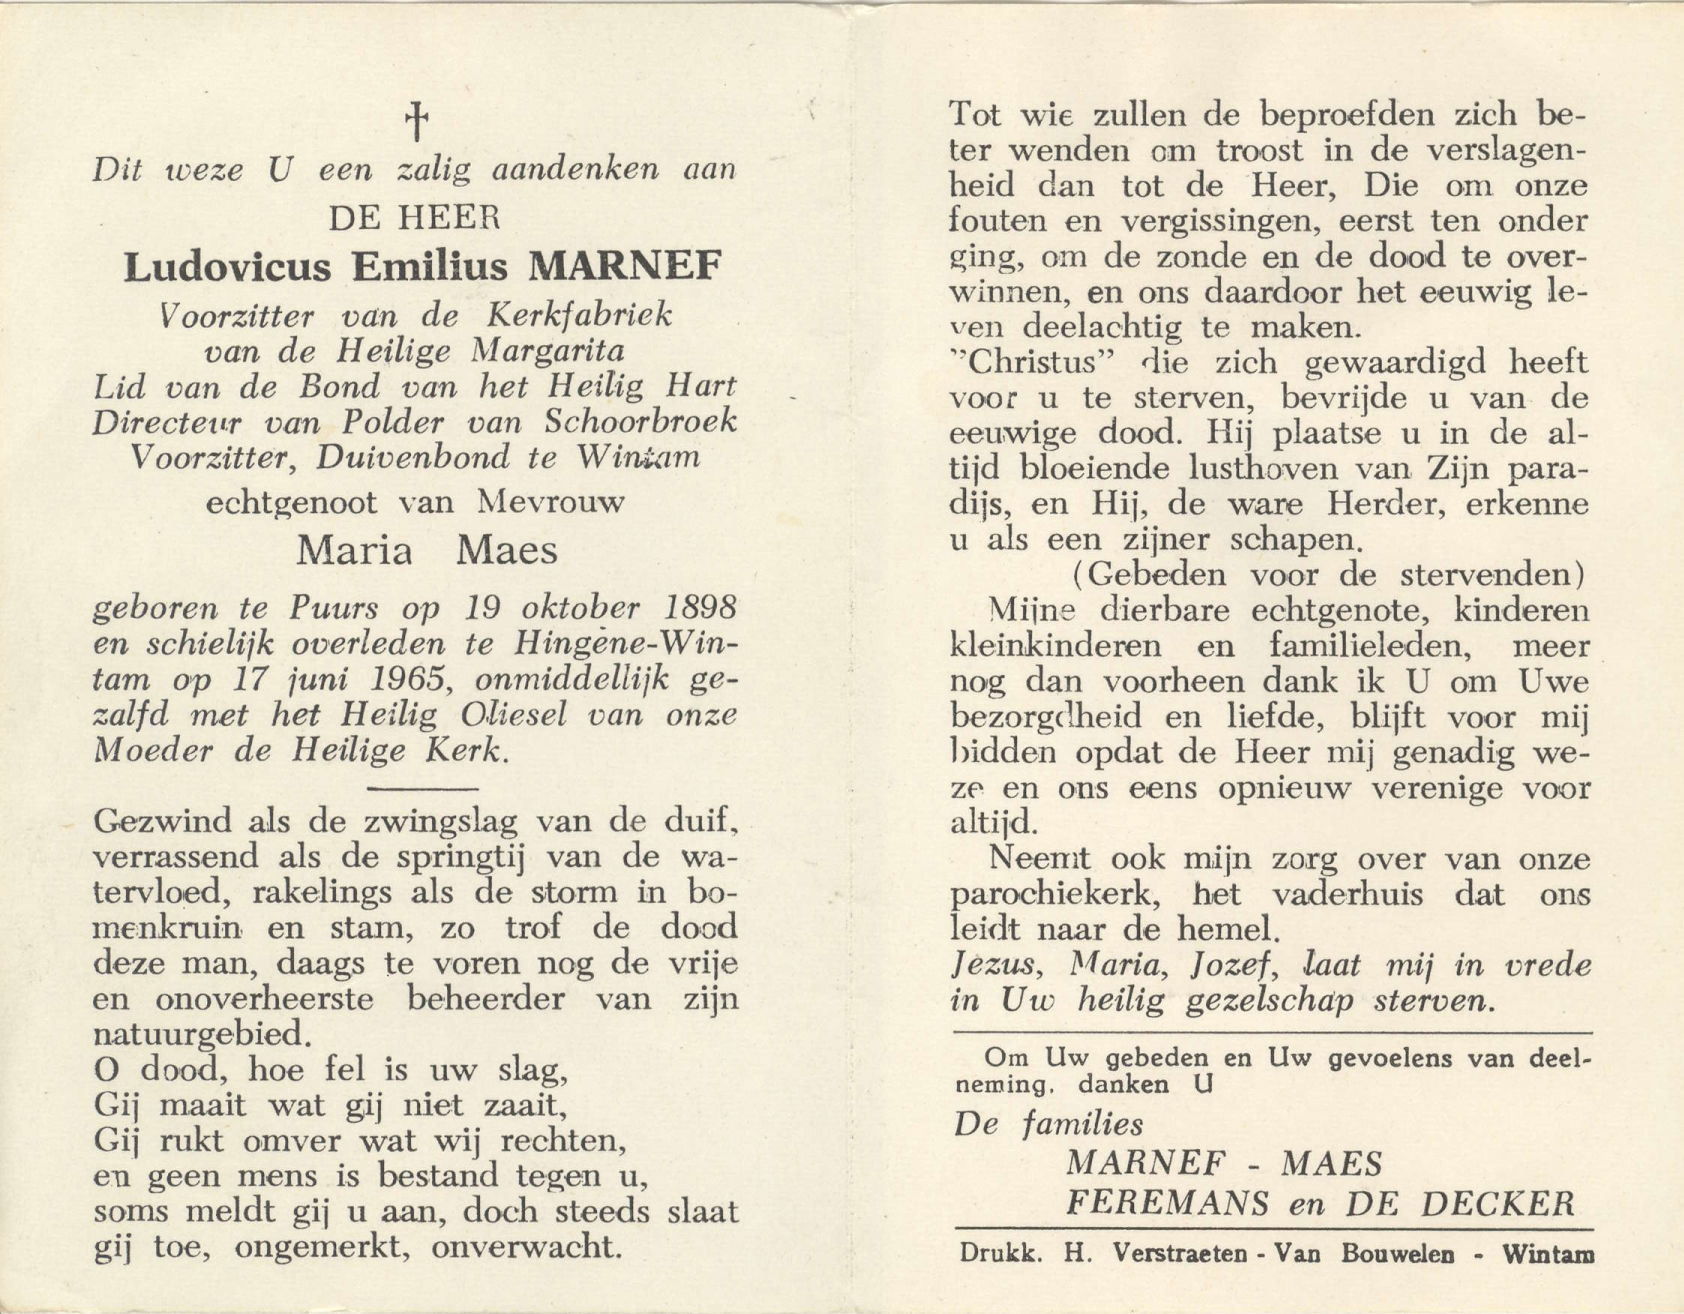 Dit weze U een zalig aandenken aan
DE HEER
Ludovicus Emilius MARNEF
Voorzitter van de Kerkfabriek
van de Heilige Margarita
Lid van de Bond van het Heilig Hart
Directeur van Polder van Schoorbroek
Voorzitter, Duivenbond te Wintam
echtgenoot van Mevrouw
Maria Maes
geboren te Puurs op 19 oktober 1898
en schielijk overleden te Hingene-Win-
tam op 17 juni 1965, onmiddellijk ge-
zalfd met het Heilig Oliesel van onze
Moeder de Heilige Kerk.
Gezwind als de zwingslag van de duif,
verrassend als de springtij van de wa-
tervloed, rakelings als de storm in bo-
menkruin en stam, zo trof de dood
deze man, daags te voren nog de vrije
en onoverheerste beheerder van zijn
natuurgebied.
O dood, hoe fel is uw slag,
Gij maait wat gij niet zaait,
Gij rukt omver wat wij rechten,
en geen mens is bestand tegen u,
soms meldt gij u aan, doch steeds slaat
gij toe, ongemerkt, onverwacht.
Tot wie zullen de beproefden zich be-
ter wenden om troost in de verslagen-
heid dan tot de Heer, Die om onze
fouten en vergissingen, eerst ten onder
ging, om de zonde en de dood te over-
winnen, en ons daardoor het eeuwig le-
ven deelachtig te maken.
"Christus" die zich gewaardigd heeft
voor u te sterven, bevrijde u van de
eeuwige dood. Hij plaatse u in de al-
tijd bloeiende lusthoven van Zijn para-
dijs, en Hij, de ware Herder, erkenne
u als een zijner schapen.
(Gebeden voor de stervenden)
Mijne dierbare echtgenote, kinderen
kleinkinderen en familieleden, meer
nog dan voorheen dank ik U om Uwe
bezorgdheid en liefde, blijft voor mij
bidden opdat de Heer mij genadig we-
ze en ons eens opnieuw verenige voor
altijd.
Neemt ook mijn zorg over van onze
parochiekerk, het vaderhuis dat ons
leidt naar de hemel.
Jezus, Maria, Jozef, laat mij in vrede
in Uw heilig gezelschap sterven.
Om Uw gebeden en Uw gevoelens van deel-
neming, danken U
De families
MARNEF - MAES
FEREMANS en DE DECKER
Drukk. H. Verstraeten - Van Bouwelen - Wintam